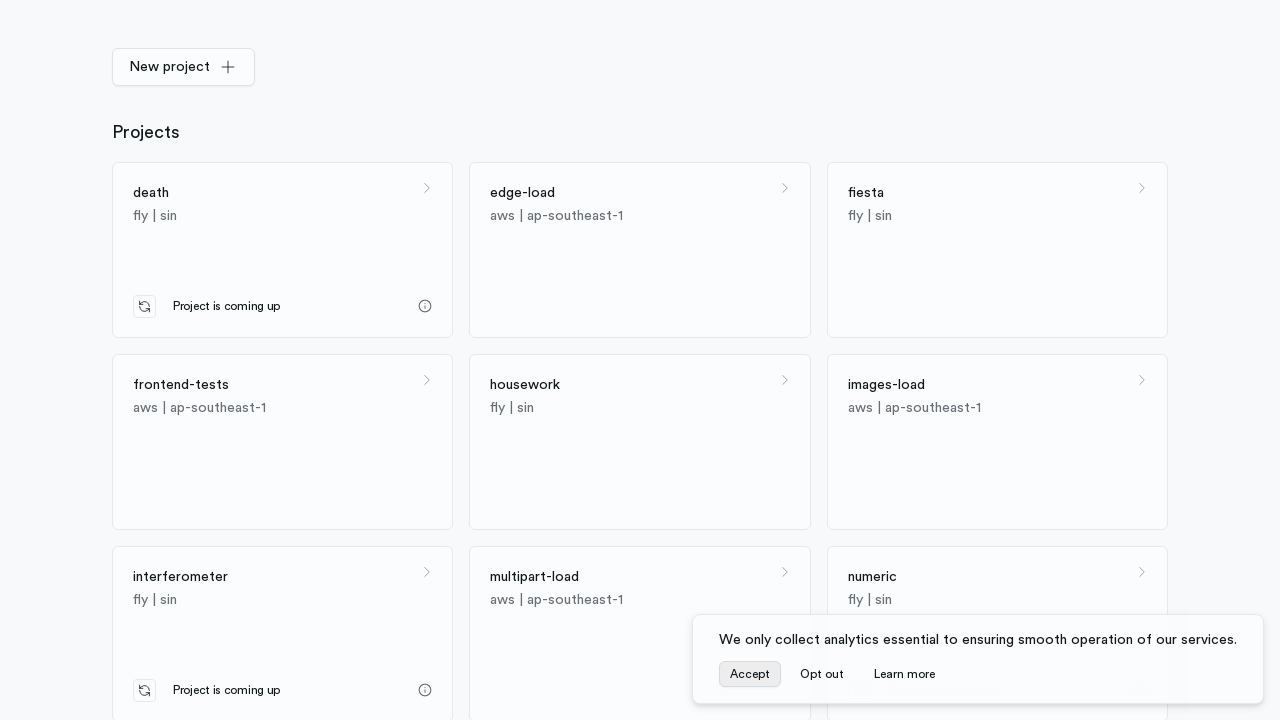 New project
Projects
death
fly | sin
Project is coming up
edge-load
aws | ap-southeast-1
fiesta
fly | sin
frontend-tests
aws | ap-southeast-1
housework
fly | sin
images-load
aws | ap-southeast-1
interferometer
fly | sin
Project is coming up
multipart-load
aws | ap-southeast-1
numeric
fly | sin
We only collect analytics essential to ensuring smooth operation of our services.
Accept
Opt out
Learn more